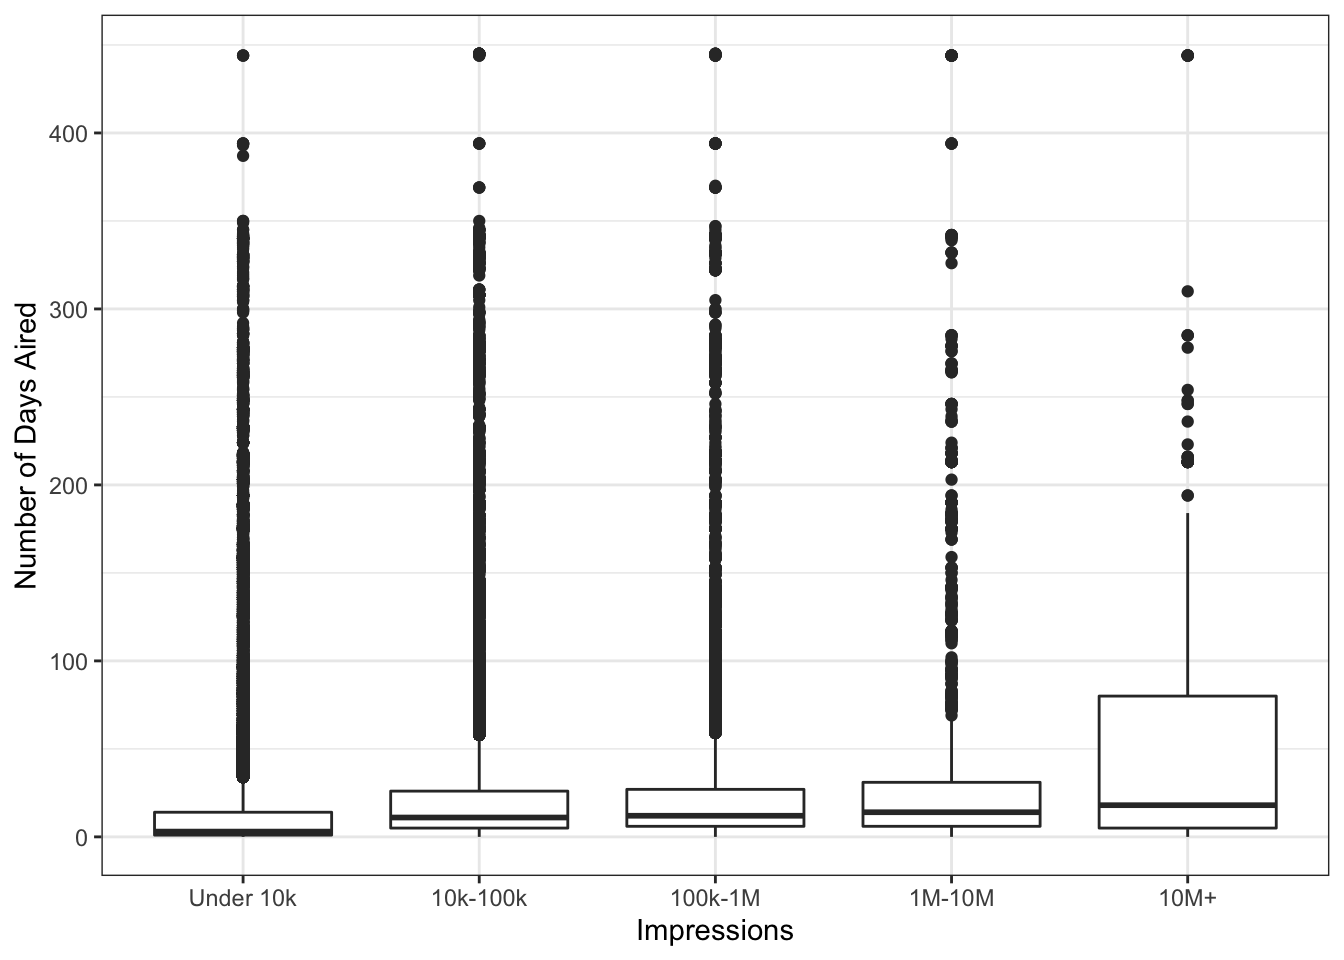 Number of Days Aired
400
300
200
100
0
Under 10k
10k-100k
100k-1M
1M-10M
10M+
Impressions